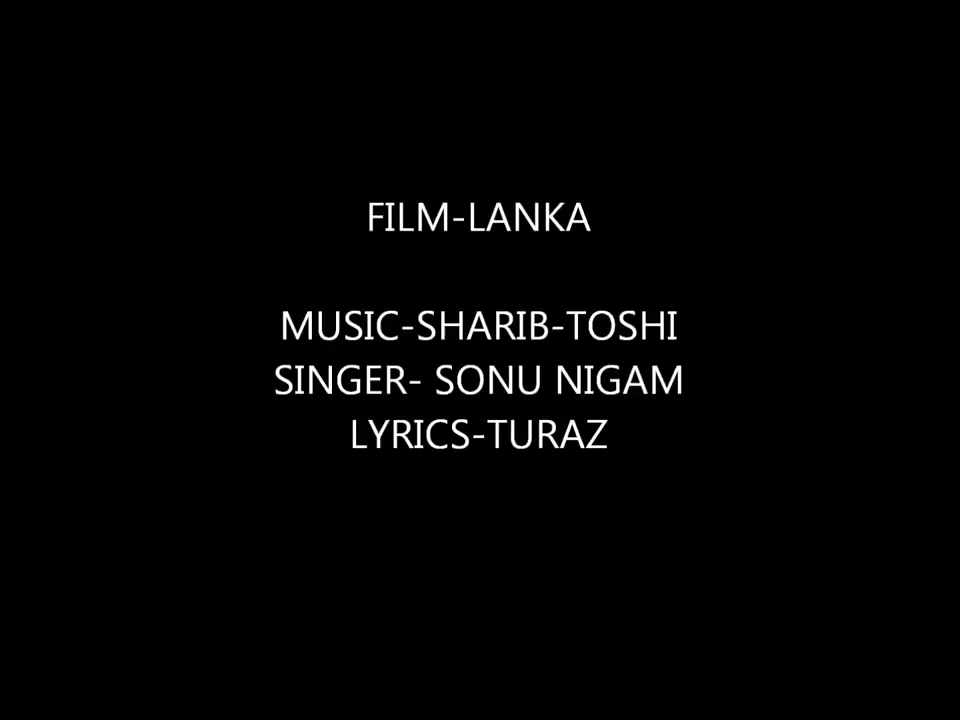 FILM-LANKA
MUSIC-SHARIB-TOSHI
SINGER- SONU NIGAM
LYRICS-TURAZ